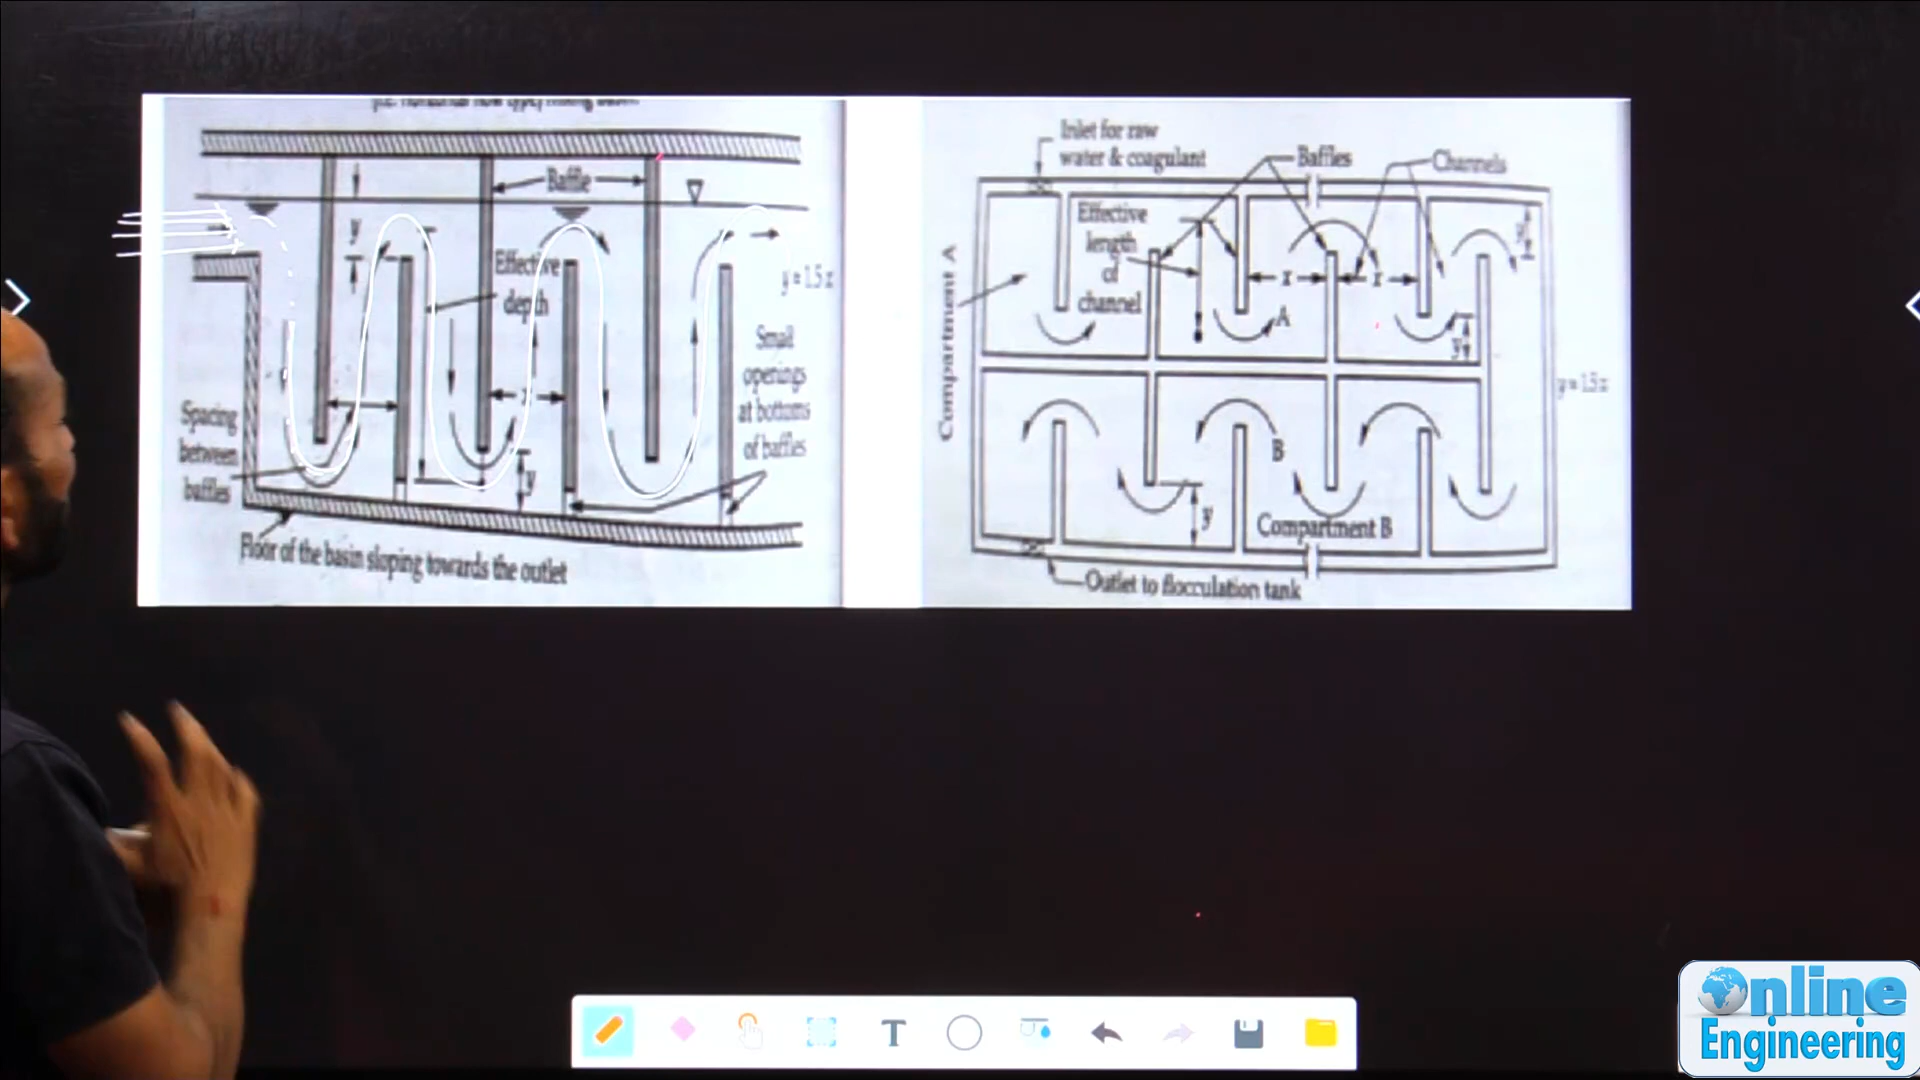 Baffle
y
Effective
depth
y = 1.5 x
Small
openings
at bottoms
of baffles
Spacing
between
baffles
x
y
Floor of the basin sloping towards the outlet
Inlet for raw
water & coagulant
Baffles
Channels
Effective
length
of
channel
Compartment A
x
x
A
y
y = 1.5 x
B
y
Compartment B
Outlet to flocculation tank
T
Online
Engineering